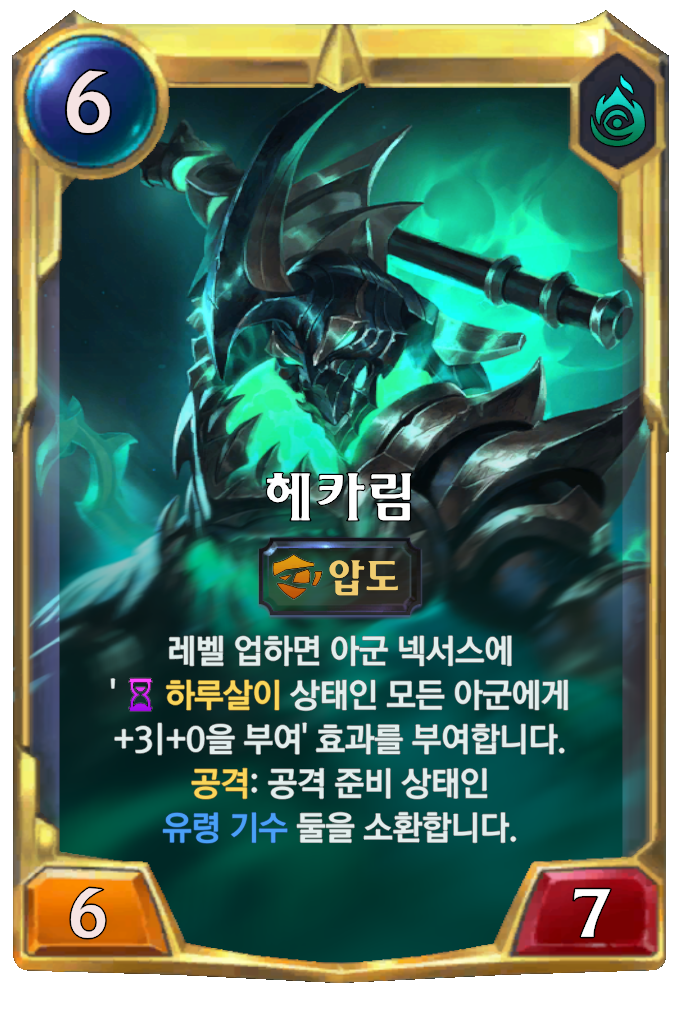 6
헤카림
압도
레벨 업하면 아군 넥서스에
' 하루살이 상태인 모든 아군에게
+3|+0을 부여' 효과를 부여합니다.
공격: 공격 준비 상태인
유령 기수 둘을 소환합니다.
6
7